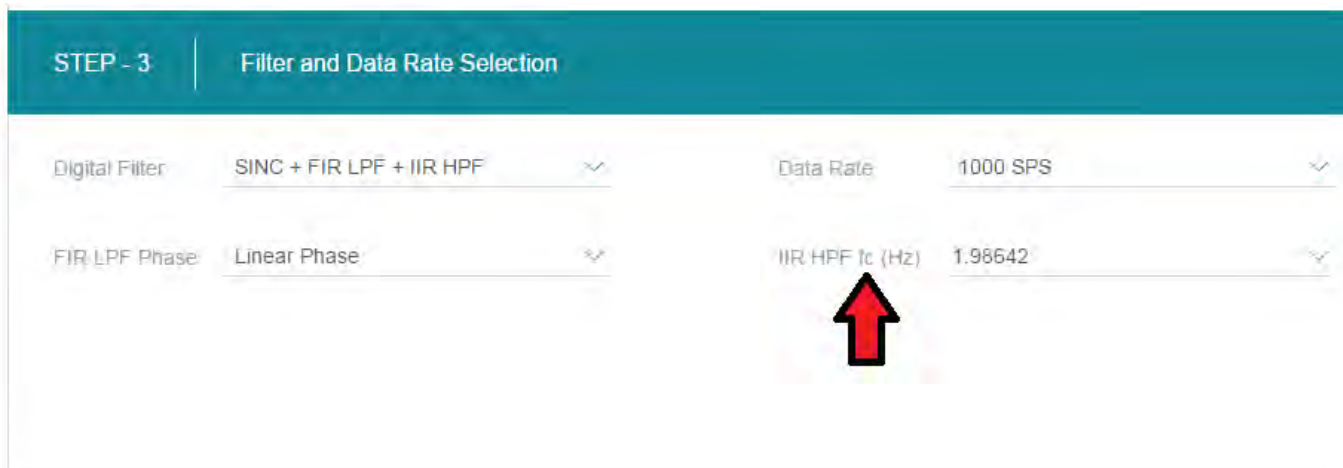 STEP - 3 Filter and Data Rate Selection
Digital Filter SINC + FIR LPF + IIR HPF Data Rate 1000 SPS
FIR LPF Phase Linear Phase IIR HPF fc (Hz) 1.98642